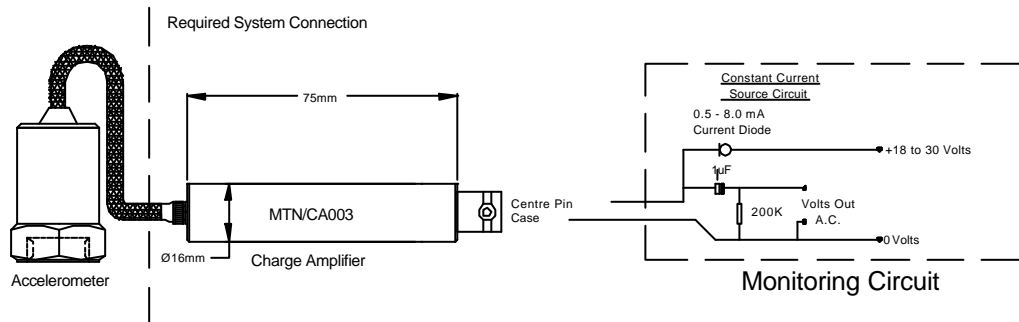 Required System Connection
75mm
MTN/CA003
Ø16mm
Charge Amplifier
Accelerometer
Centre Pin
Case
Constant Current
Source Circuit
0.5 - 8.0 mA
Current Diode
+18 to 30 Volts
1uF
200K
Volts Out
A.C.
0 Volts
Monitoring Circuit